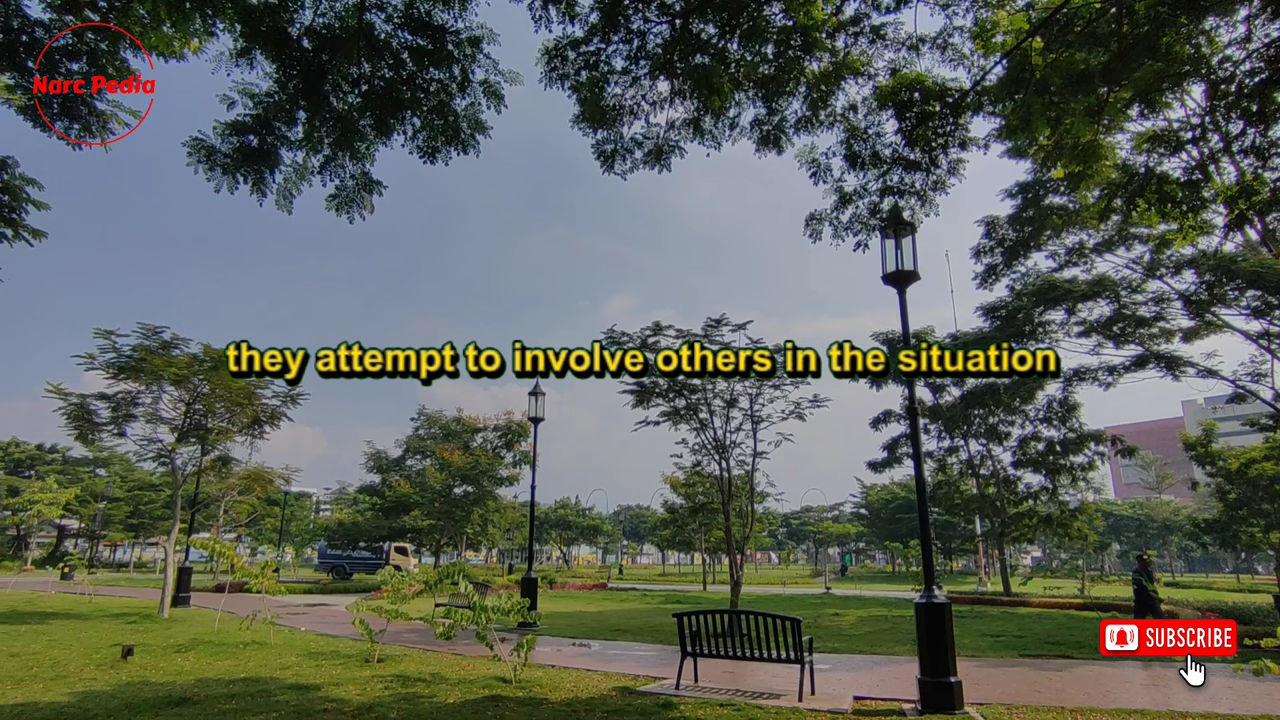 Narc Pedia
they attempt to involve others in the situation
SUBSCRIBE